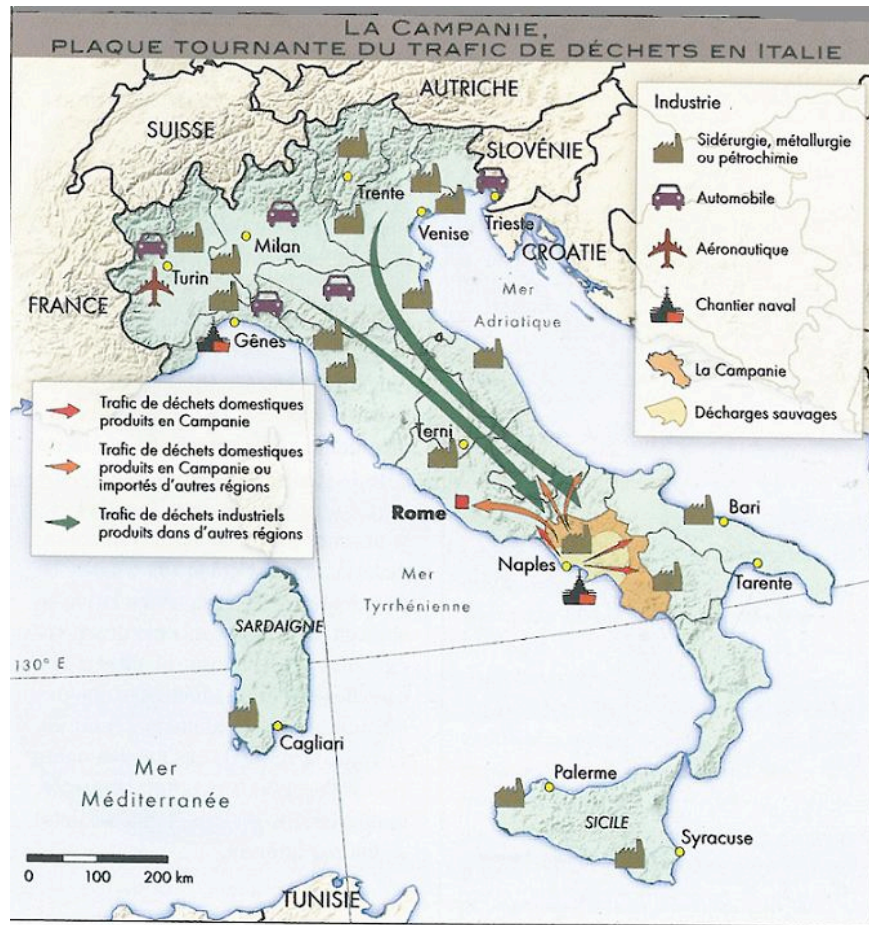 LA CAMPANIE,
PLAQUE TOURNANTE DU TRAFIC DE DÉCHETS EN ITALIE
AUTRICHE
SUISSE
SLOVÉNIE
Trente
Trieste
Venise
CROATIE
Milan
Turin
FRANCE
Mer
Adriatique
Gênes
Industrie
Sidérurgie, métallurgie
ou pétrochimie
Automobile
Aéronautique
Chantier naval
La Campanie
Décharges sauvages
Trafic de déchets domestiques
produits en Campanie
Trafic de déchets domestiques
produits en Campanie ou
importés d'autres régions
Trafic de déchets industriels
produits dans d'autres régions
Terni
Rome
Bari
Naples
Tarente
Mer
Tyrrhénienne
SARDAIGNE
130° E
Cagliari
Mer
Méditerranée
Palerme
SICILE
Syracuse
0 100 200 km
TUNISIE